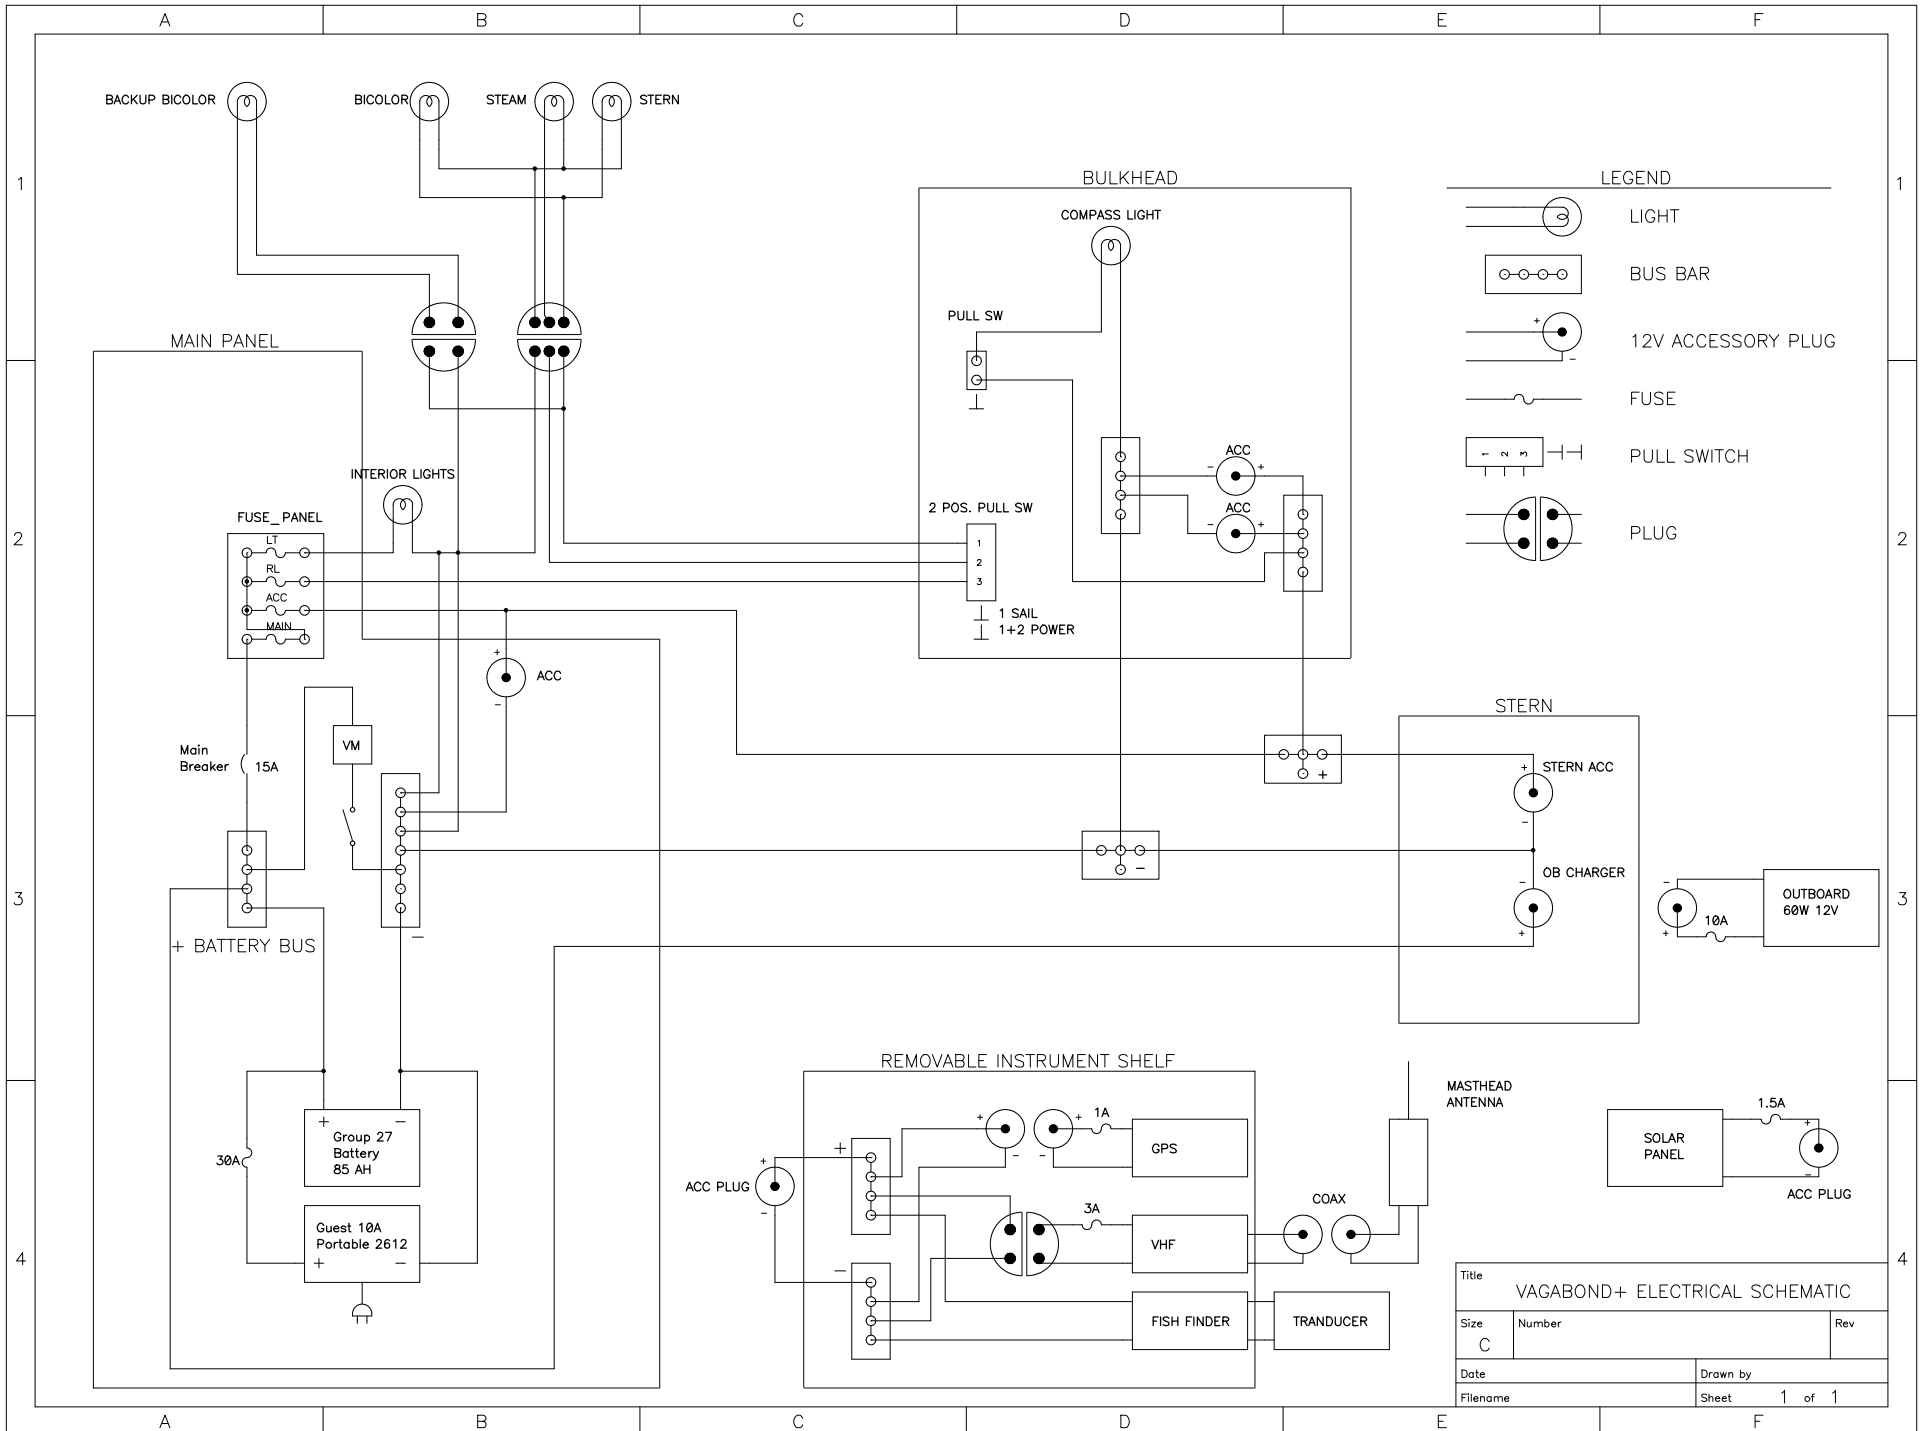 A B C D E F
BACKUP BICOLOR
BICOLOR
STEAM
STERN
1
1
BULKHEAD
COMPASS LIGHT
PULL SW
LEGEND
LIGHT
BUS BAR
+
-
12V ACCESSORY PLUG
FUSE
1 2 3
PULL SWITCH
PLUG
MAIN PANEL
INTERIOR LIGHTS
FUSE_PANEL
LT
RL
ACC
MAIN
2
2
2 POS. PULL SW
1
2
3
1 SAIL
1+2 POWER
ACC
- +
ACC
- +
+
ACC
-
STERN
Main
Breaker
15A
VM
+
+
STERN ACC
-
-
OB CHARGER
-
+
3
3
-
+
10A
OUTBOARD
60W 12V
+ BATTERY BUS
-
+ -
Group 27
Battery
85 AH
30A
Guest 10A
Portable 2612
+ -
REMOVABLE INSTRUMENT SHELF
+
-
+
1A
-
GPS
+
+
ACC PLUG
-
3A
VHF
-
FISH FINDER
TRANDUCER
COAX
MASTHEAD
ANTENNA
SOLAR
PANEL
1.5A
+
-
ACC PLUG
4
4
Title
VAGABOND+ ELECTRICAL SCHEMATIC
Size
C
Number
Rev
Date
Drawn by
Filename
Sheet 1 of 1
A B C D E F